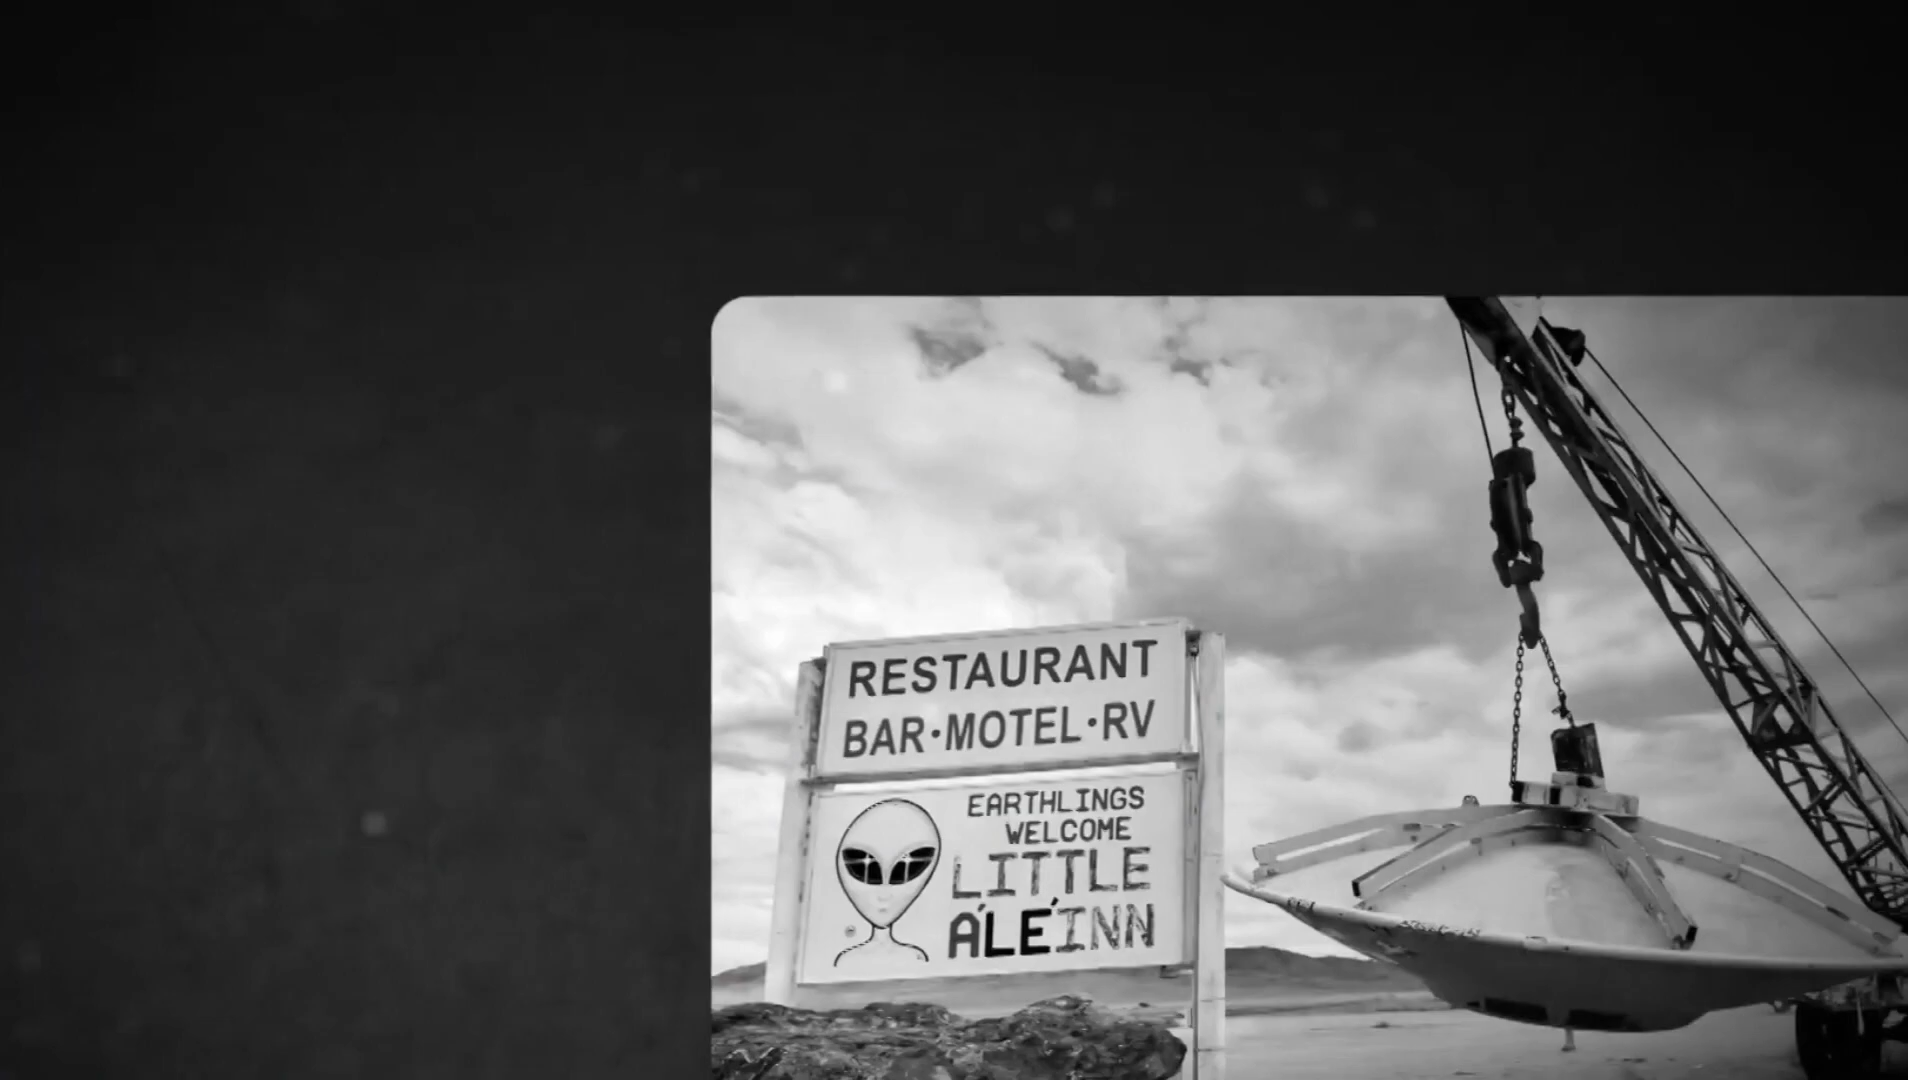 RESTAURANT
BAR·MOTEL·RV
EARTHLINGS
WELCOME
LITTLE
A'LE'INN